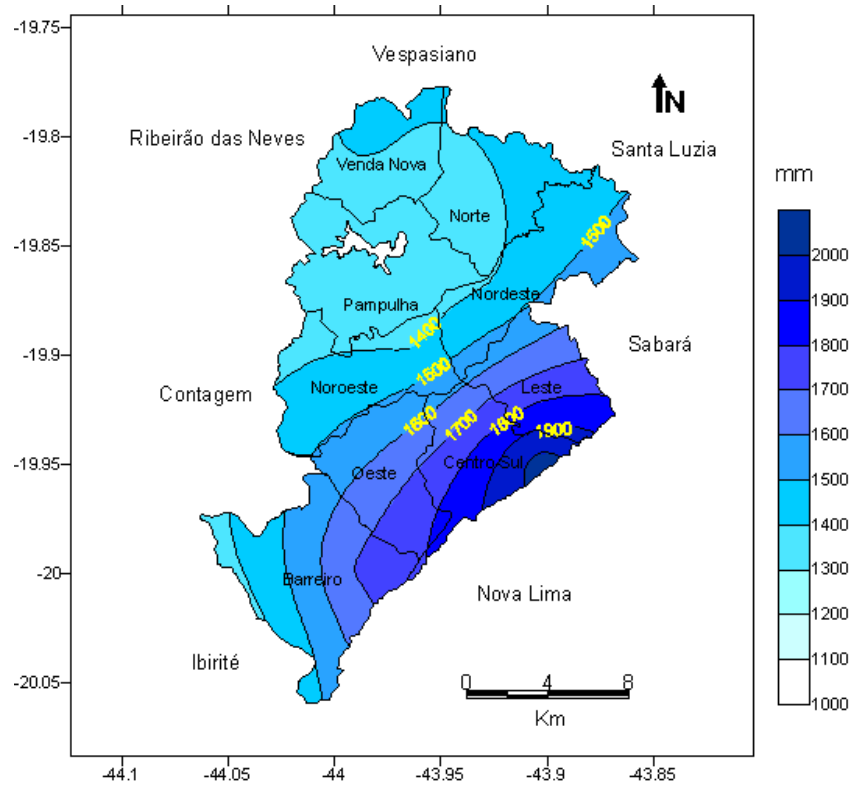 -19.75
Vespasiano
N
-19.8
Ribeirão das Neves
Santa Luzia
Venda Nova
mm
Norte
1500
-19.85
2000
Nordeste
Pampulha
1900
1400
Sabará
-19.9
1800
1500
Contagem
Noroeste
Leste
1700
1600
1700
1800
1900
1600
-19.95
Centro-Sul
Oeste
1500
1400
-20
Barreiro
Nova Lima
1300
1200
Ibirité
1100
-20.05
0
4
8
1000
Km
-44.1
-44.05
-44
-43.95
-43.9
-43.85